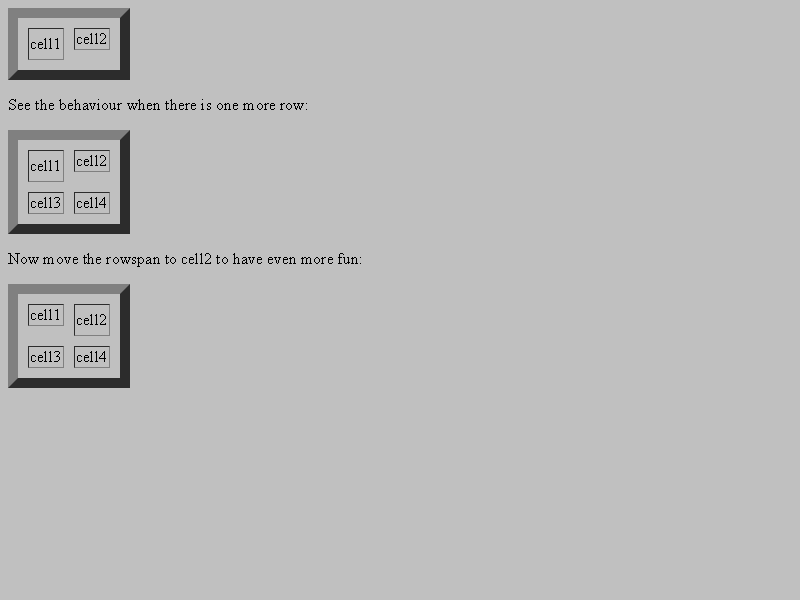 cell1 cell2
See the behaviour when there is one more row:
cell1 cell2
cell3 cell4
Now move the rowspan to cell2 to have even more fun:
cell1 cell2
cell3 cell4